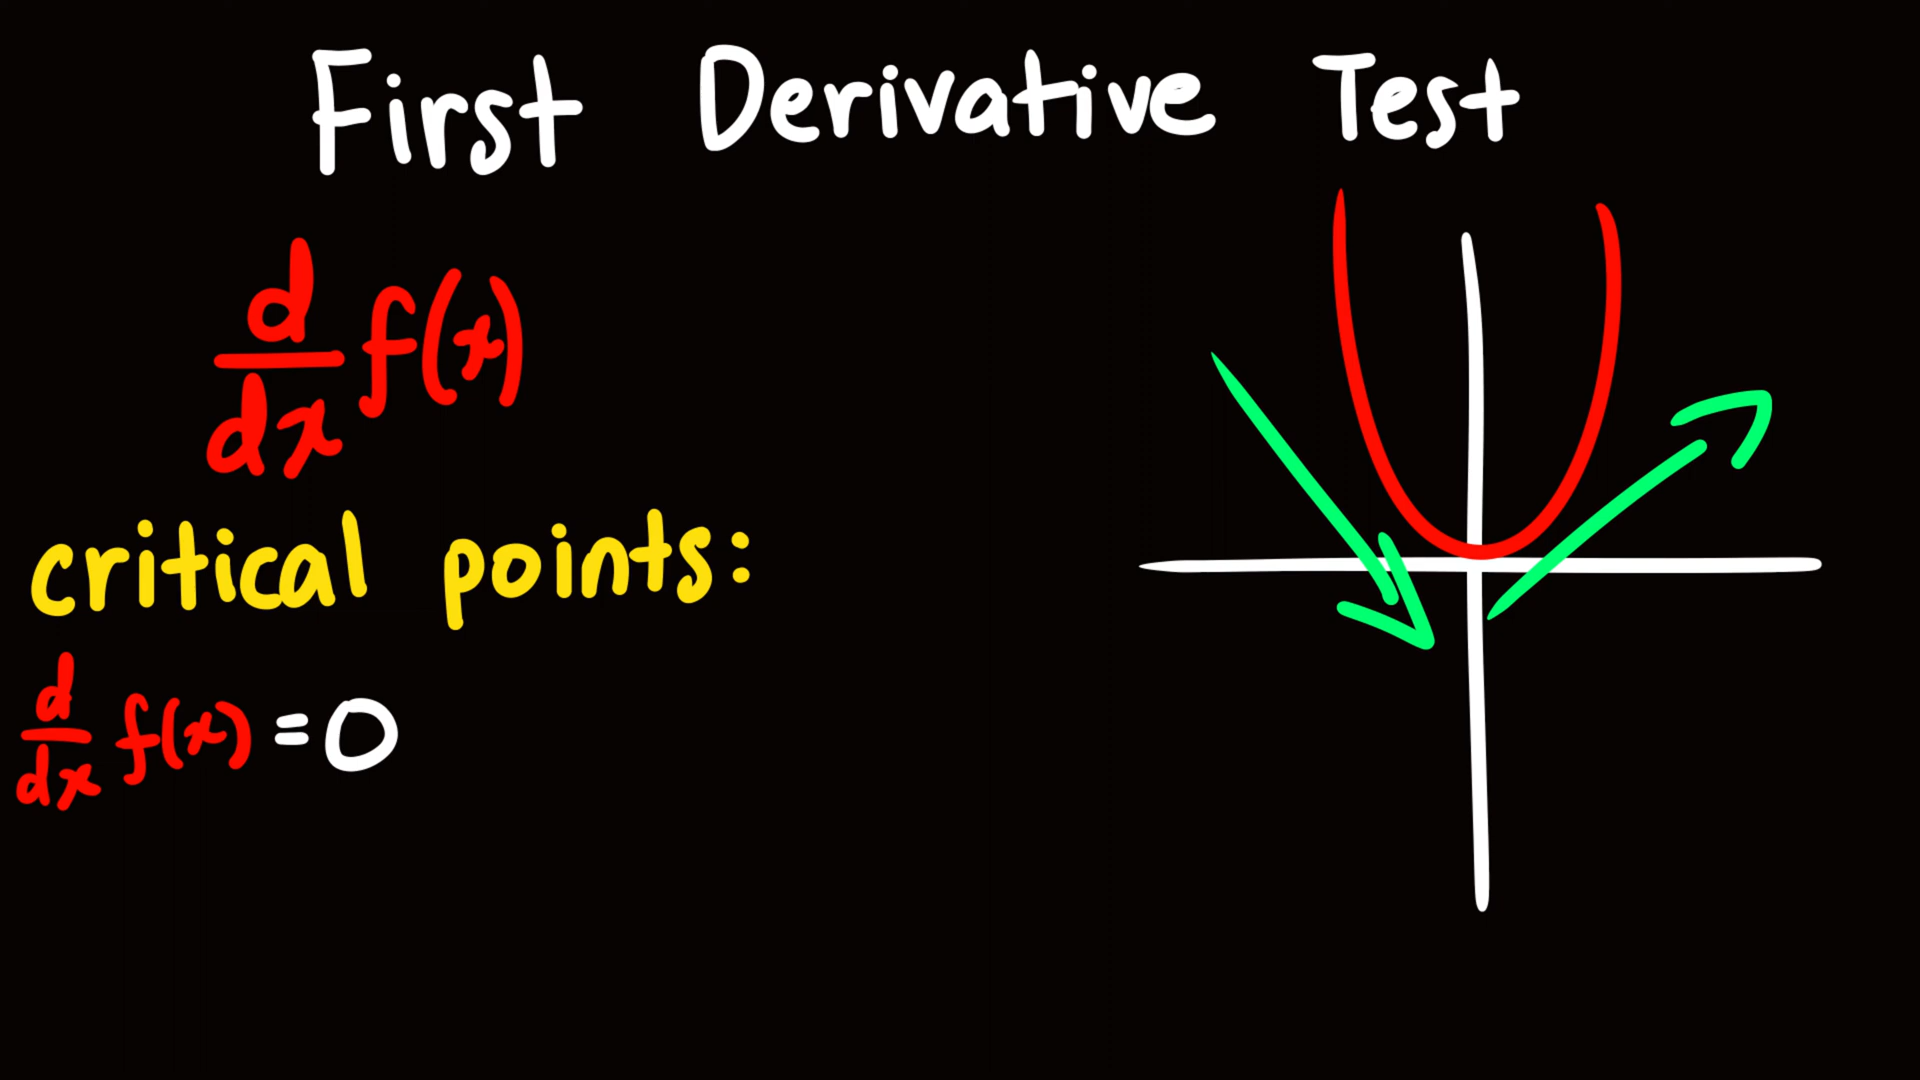 First Derivative Test
d/dx f(x)
critical points:
d/dx f(x) = 0